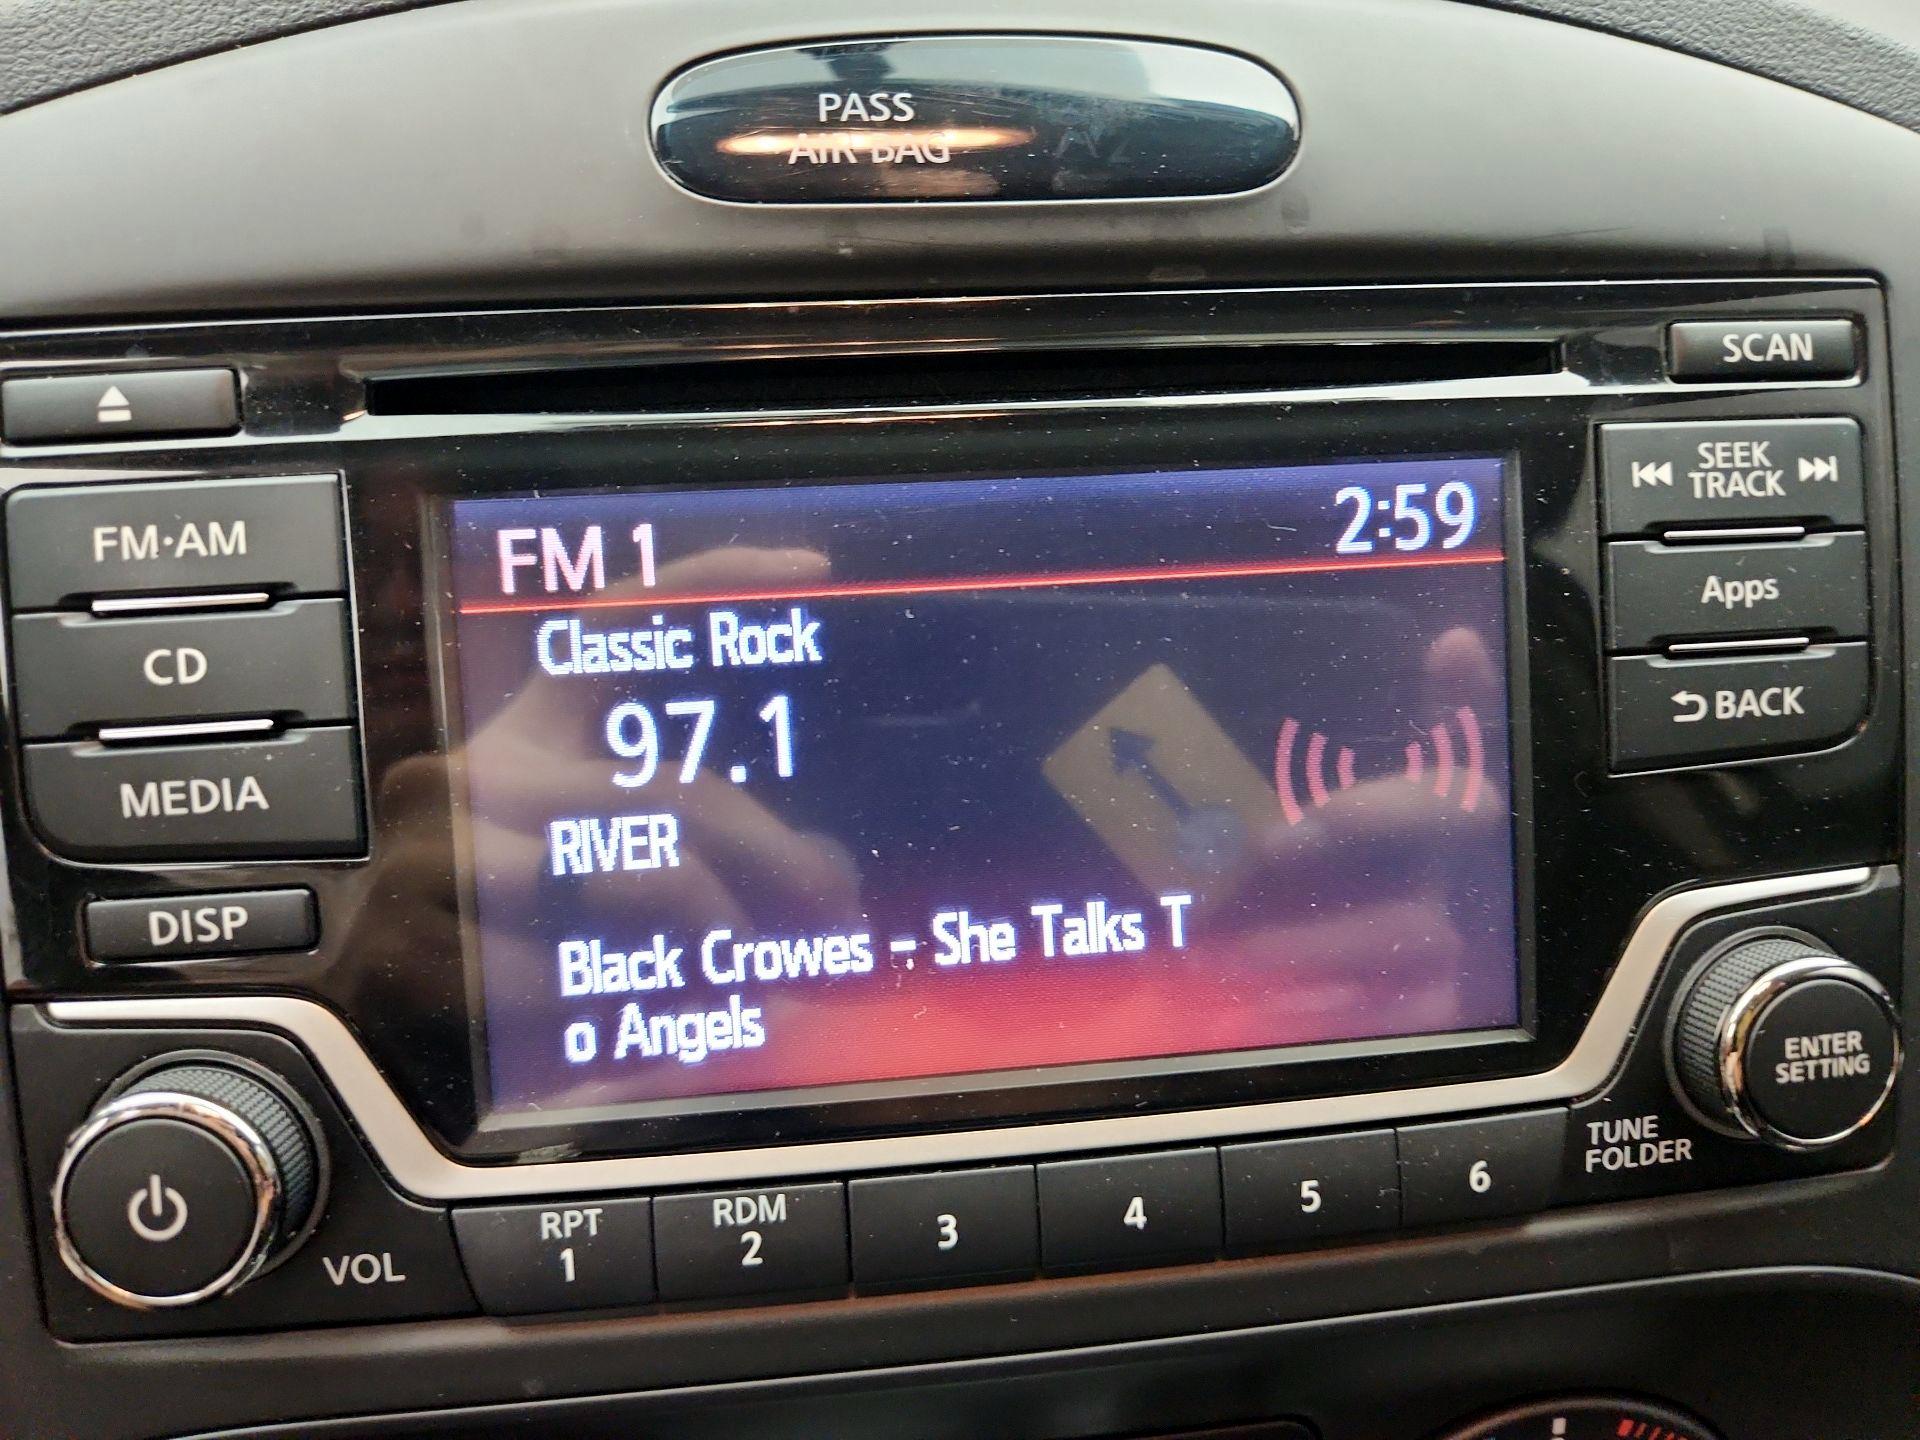 PASS
AIR BAG
SCAN
SEEK
TRACK
FM·AM
FM 1
2:59
Apps
Classic Rock
CD
97.1
BACK
MEDIA
RIVER
DISP
Black Crowes - She Talks T
o Angels
ENTER
SETTING
TUNE
FOLDER
VOL
RPT
1
RDM
2
3
4
5
6